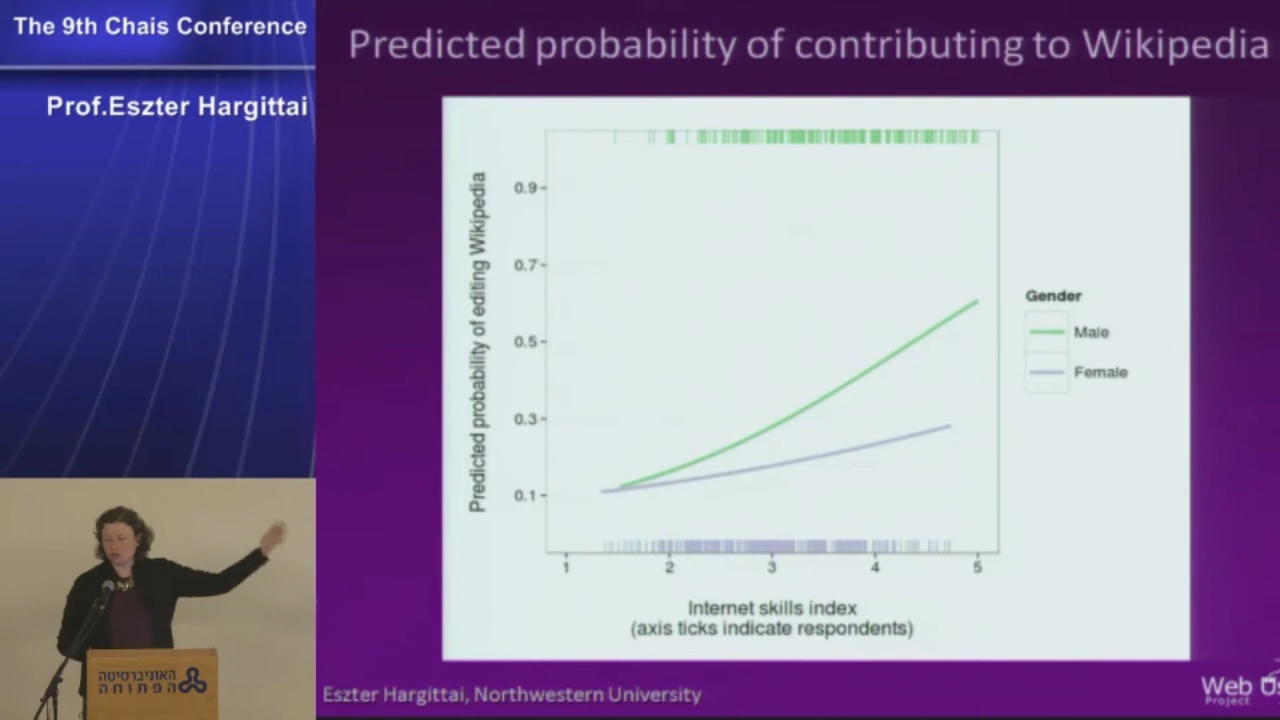 The 9th Chais Conference
Prof.Eszter Hargittai
Predicted probability of contributing to Wikipedia
Predicted probability of editing Wikipedia
0.9
0.7
0.5
0.3
0.1
1 2 3 4 5
Internet skills index
(axis ticks indicate respondents)
Gender
Male
Female
האוניברסיטה
הפתוחה
Eszter Hargittai, Northwestern University
Web
Project